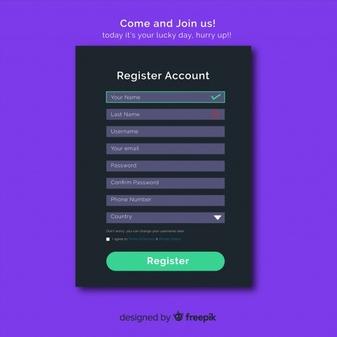 Come and Join us!
today it's your lucky day, hurry up!!
Register Account
Your Name
Last Name
Username
Your email
Password
Confirm Password
Phone Number
Country
Don't worry, you can change your username later
I agree to
Register
designed by freepik